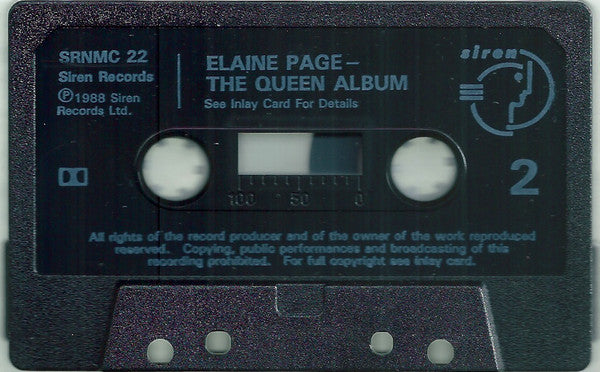 SRNMC 22
Siren Records
Ⓟ1988 Siren
Records Ltd.
ELAINE PAGE –
THE QUEEN ALBUM
See Inlay Card For Details
siren
2
100 50 0
All rights of the record producer and of the owner of the work reproduced
reserved. Copying, public performances and broadcasting of this
recording prohibited. For full copyright see inlay card.